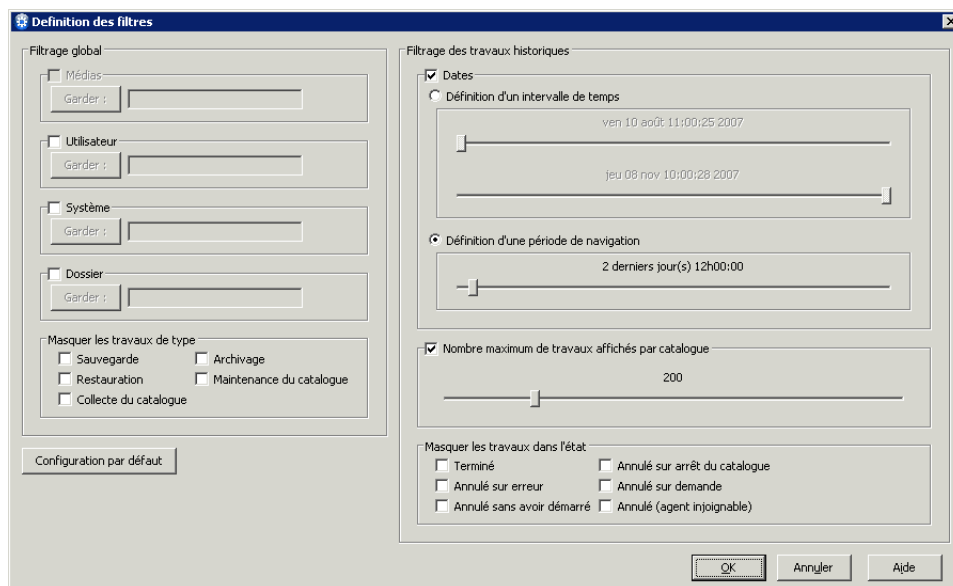 Definition des filtres
Filtrage global
Médias
Garder :
Utilisateur
Garder :
Système
Garder :
Dossier
Garder :
Masquer les travaux de type
Sauvegarde Archivage
Restauration Maintenance du catalogue
Collecte du catalogue
Configuration par défaut
Filtrage des travaux historiques
Dates
Définition d'un intervalle de temps
ven 10 août 11:00:25 2007
jeu 08 nov 10:00:28 2007
Définition d'une période de navigation
2 derniers jour(s) 12h00:00
Nombre maximum de travaux affichés par catalogue
200
Masquer les travaux dans l'état
Terminé Annulé sur arrêt du catalogue
Annulé sur erreur Annulé sur demande
Annulé sans avoir démarré Annulé (agent injoignable)
OK Annuler Aide